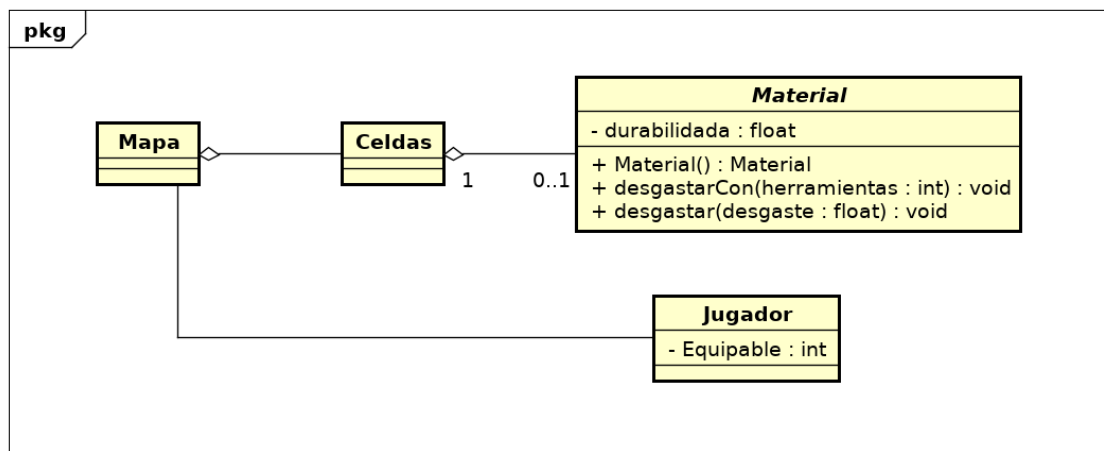 pkg
Mapa
Celdas
1
0..1
Material
- durabilidada : float
+ Material() : Material
+ desgastarCon(herramientas : int) : void
+ desgastar(desgaste : float) : void
Jugador
- Equipable : int